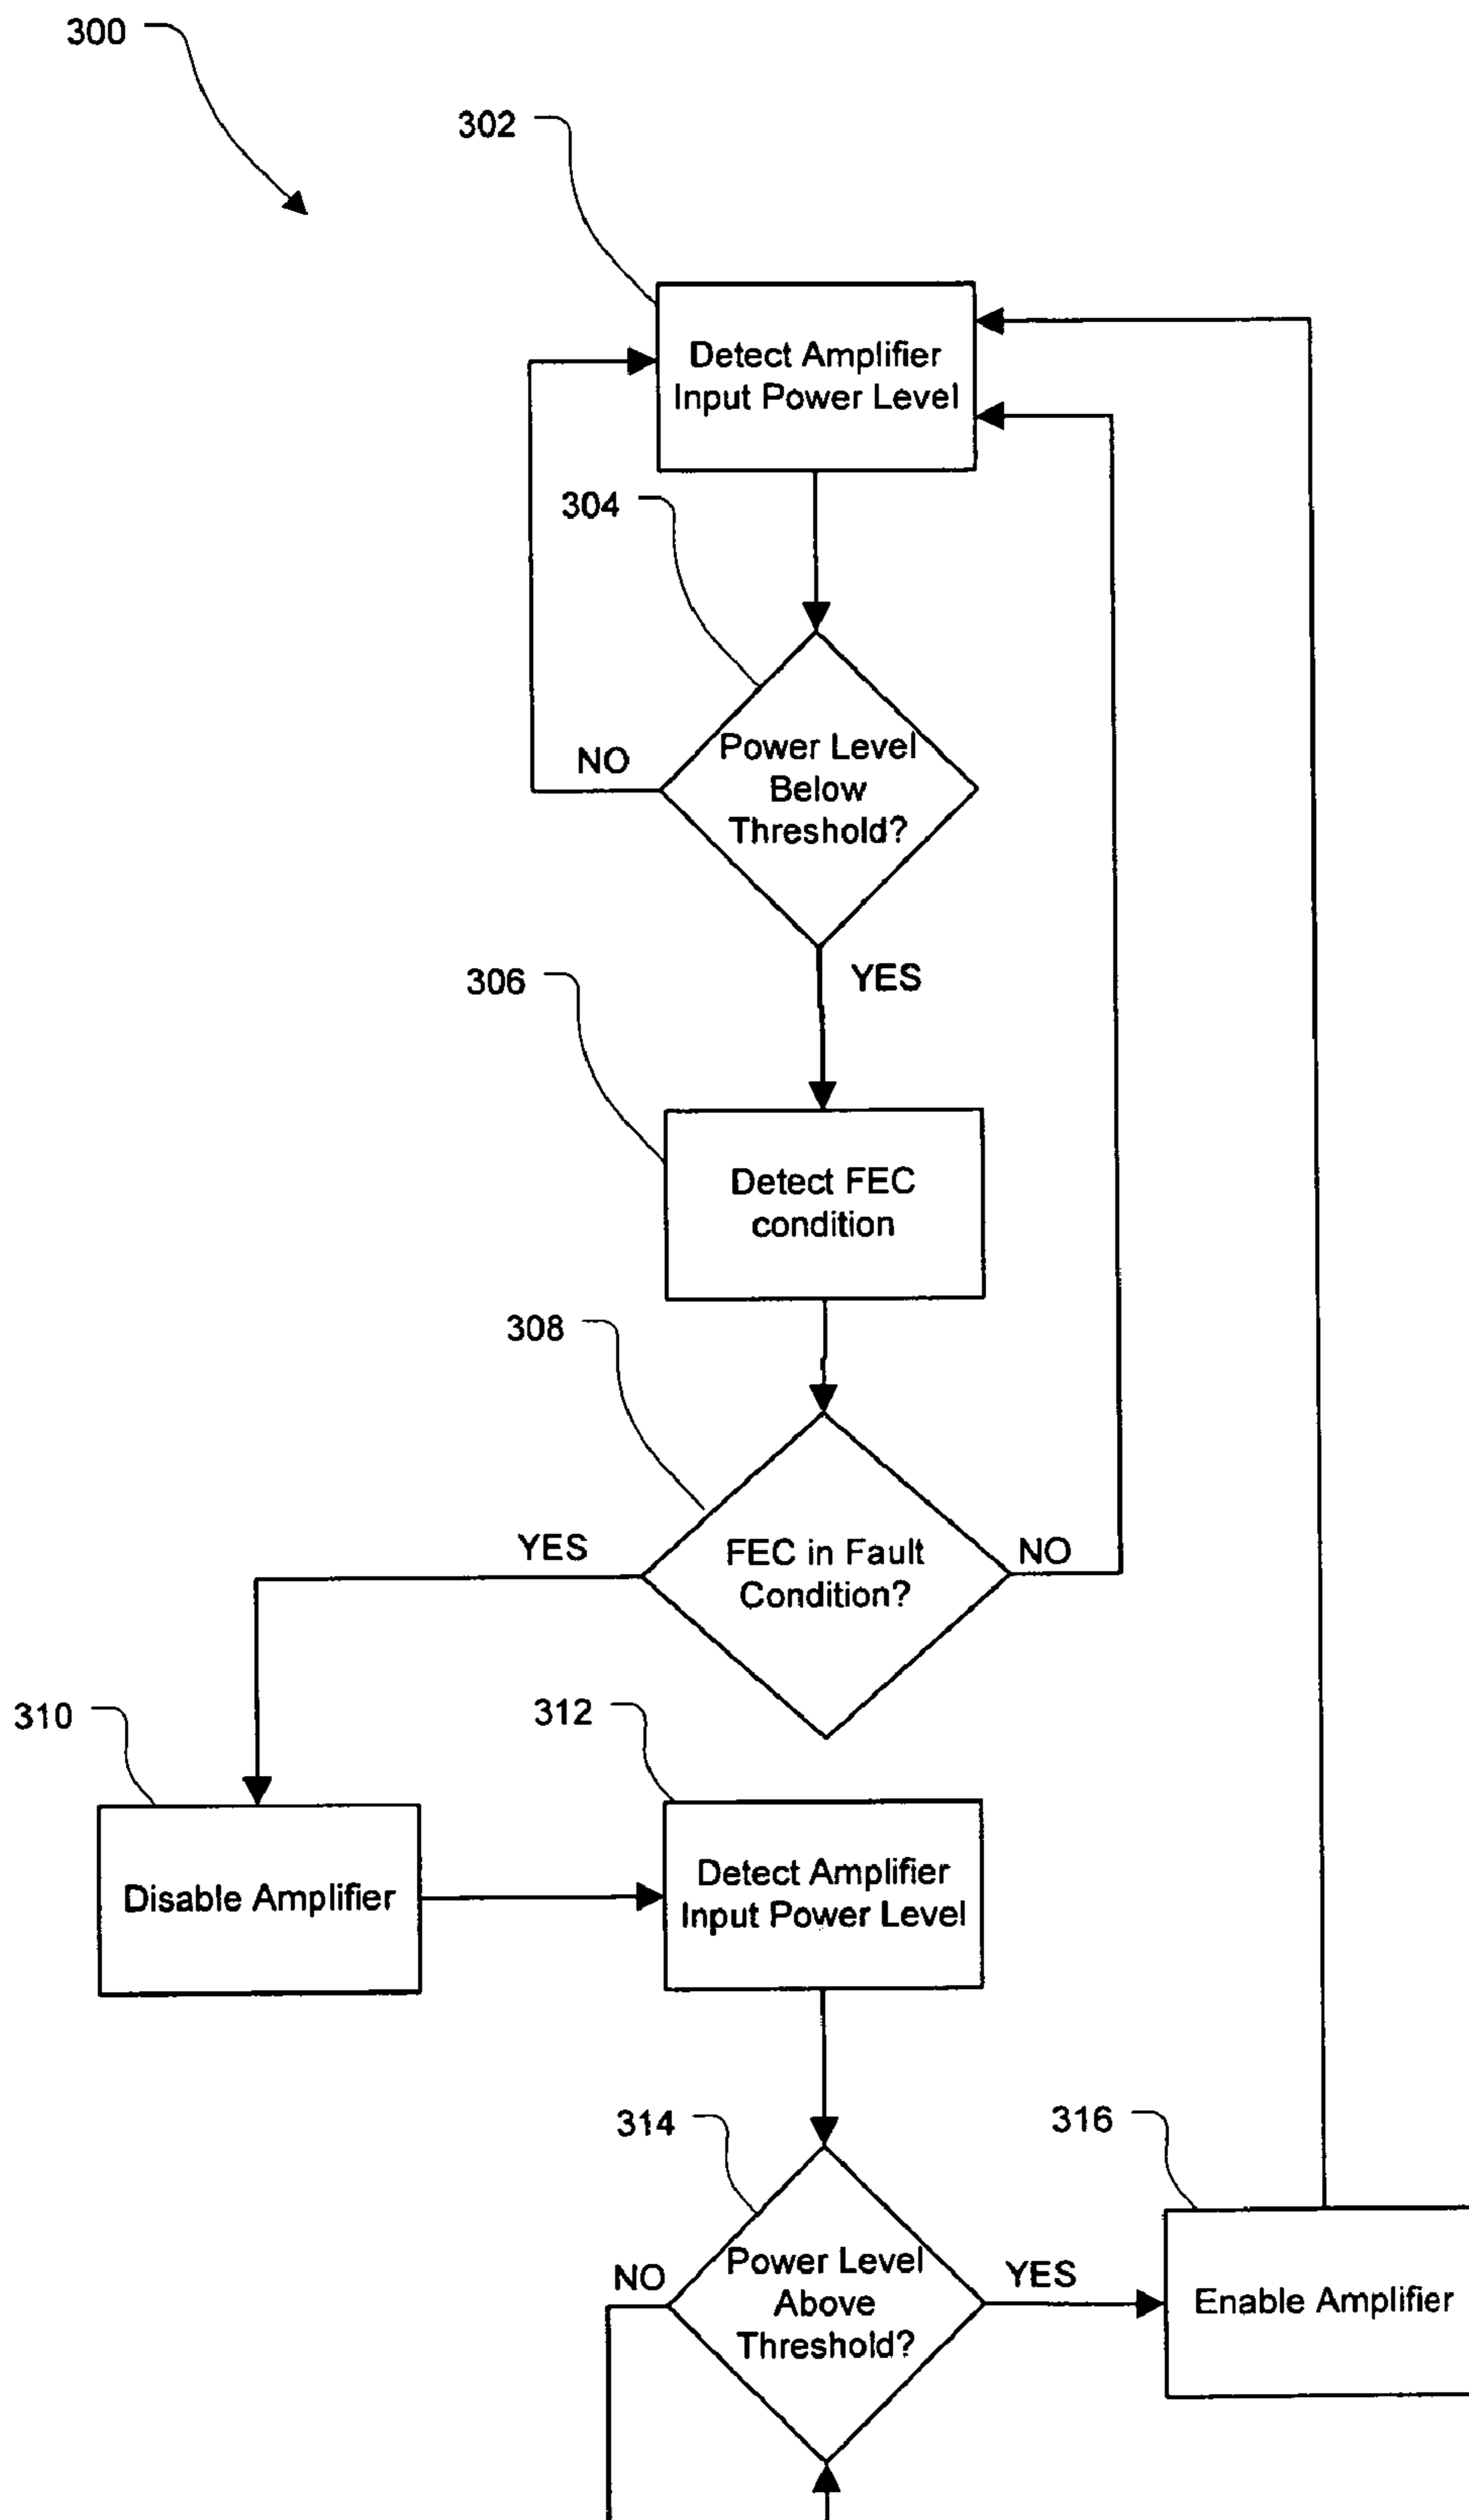 300
302
Detect Amplifier
Input Power Level
304
NO
Power Level
Below
Threshold?
YES
306
Detect FEC
condition
308
YES
FEC in Fault
Condition?
NO
310
312
Disable Amplifier
Detect Amplifier
Input Power Level
314
316
NO
Power Level
Above
Threshold?
YES
Enable Amplifier